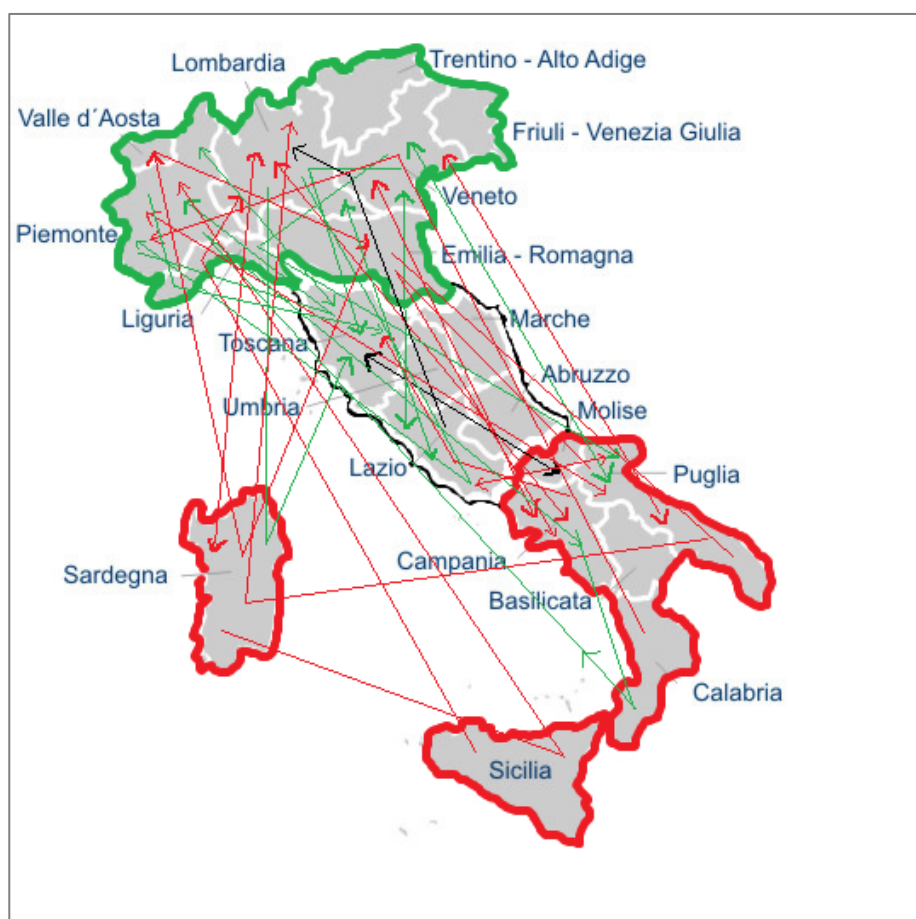 Trentino - Alto Adige
Lombardia
Valle d´Aosta
Friuli - Venezia Giulia
Veneto
Piemonte
Emilia - Romagna
Liguria
Marche
Toscana
Abruzzo
Umbria
Molise
Lazio
Puglia
Campania
Sardegna
Basilicata
Calabria
Sicilia